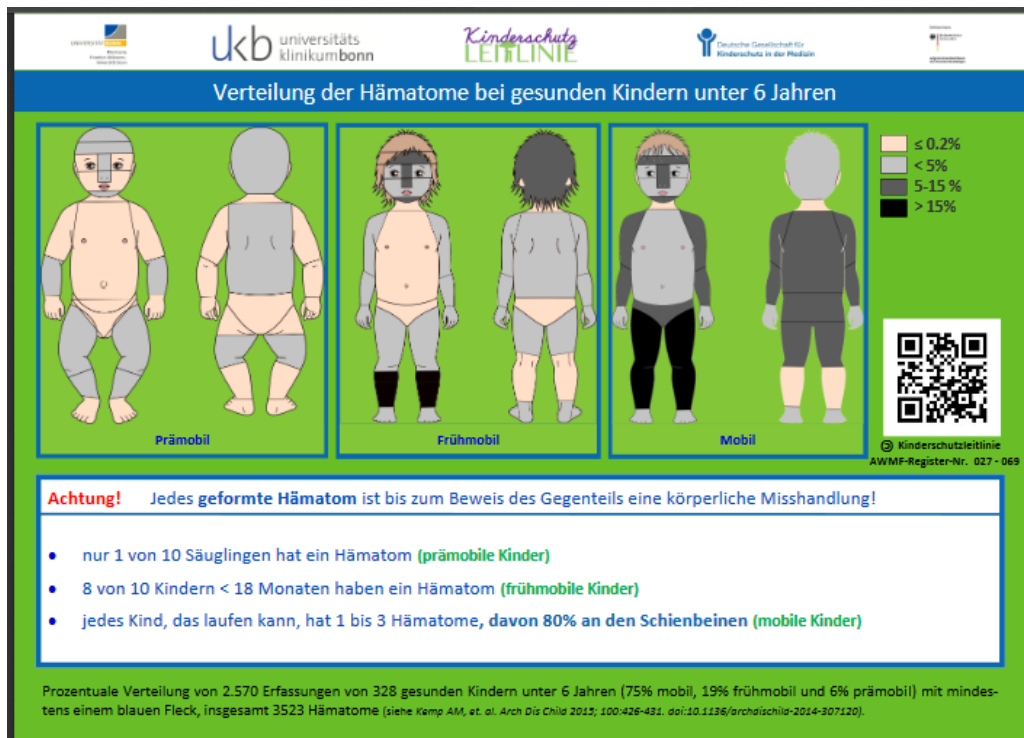 UNIVERSITÄT BONN
ukb universitäts
klinikumbonn
Kinderschutz
LEITLINIE
Deutsche Gesellschaft für
Kinderschutz in der Medizin
Verteilung der Hämatome bei gesunden Kindern unter 6 Jahren
≤ 0.2%
< 5%
5-15 %
> 15%
Prämobil
Frühmobil
Mobil
Kinderschutzleitlinie
AWMF-Register-Nr. 027 - 069
Achtung! Jedes geformte Hämatom ist bis zum Beweis des Gegenteils eine körperliche Misshandlung!
• nur 1 von 10 Säuglingen hat ein Hämatom (prämobile Kinder)
• 8 von 10 Kindern < 18 Monaten haben ein Hämatom (frühmobile Kinder)
• jedes Kind, das laufen kann, hat 1 bis 3 Hämatome, davon 80% an den Schienbeinen (mobile Kinder)
Prozentuale Verteilung von 2.570 Erfassungen von 328 gesunden Kindern unter 6 Jahren (75% mobil, 19% frühmobil und 6% prämobil) mit mindes-
tens einem blauen Fleck, insgesamt 3523 Hämatome (siehe Kemp AM, et. al. Arch Dis Child 2015; 100:426-431. doi:10.1136/archdischild-2014-307120).